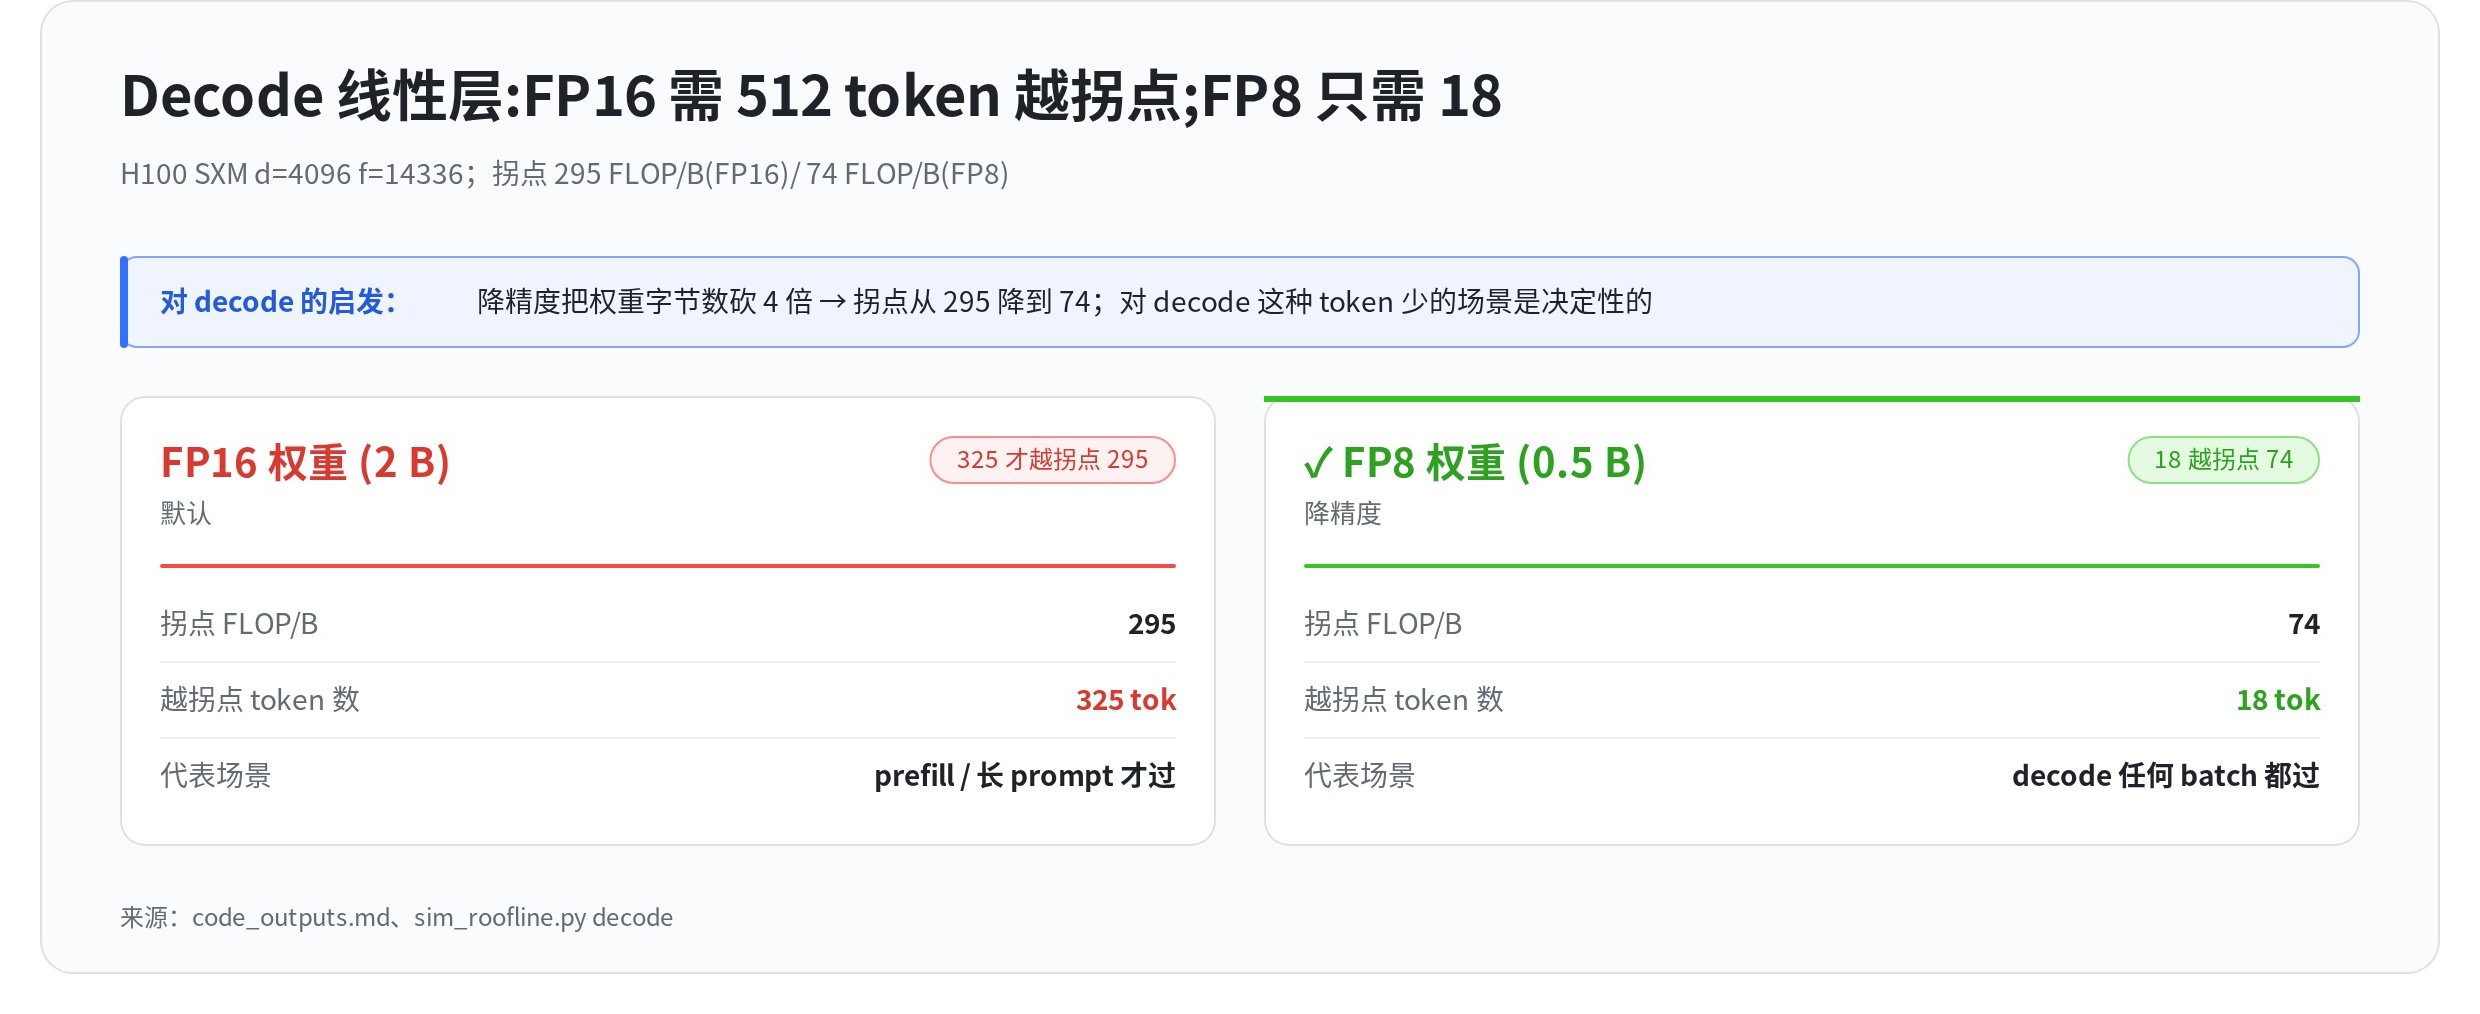 Decode 线性层:FP16 需 512 token 越拐点;FP8 只需 18
H100 SXM d=4096 f=14336；拐点 295 FLOP/B(FP16)/ 74 FLOP/B(FP8)
对 decode 的启发： 降精度把权重字节数砍 4 倍 → 拐点从 295 降到 74；对 decode 这种 token 少的场景是决定性的
FP16 权重 (2 B)
325 才越拐点 295
默认
拐点 FLOP/B 295
越拐点 token 数 325 tok
代表场景 prefill / 长 prompt 才过
✓ FP8 权重 (0.5 B)
18 越拐点 74
降精度
拐点 FLOP/B 74
越拐点 token 数 18 tok
代表场景 decode 任何 batch 都过
来源：code_outputs.md、sim_roofline.py decode